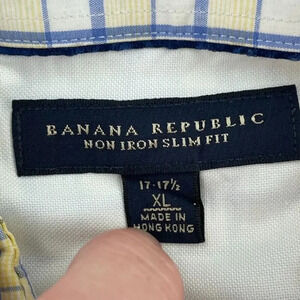 BANANA REPUBLIC
NON IRON SLIM FIT
17-17½
XL
MADE IN
HONG KONG